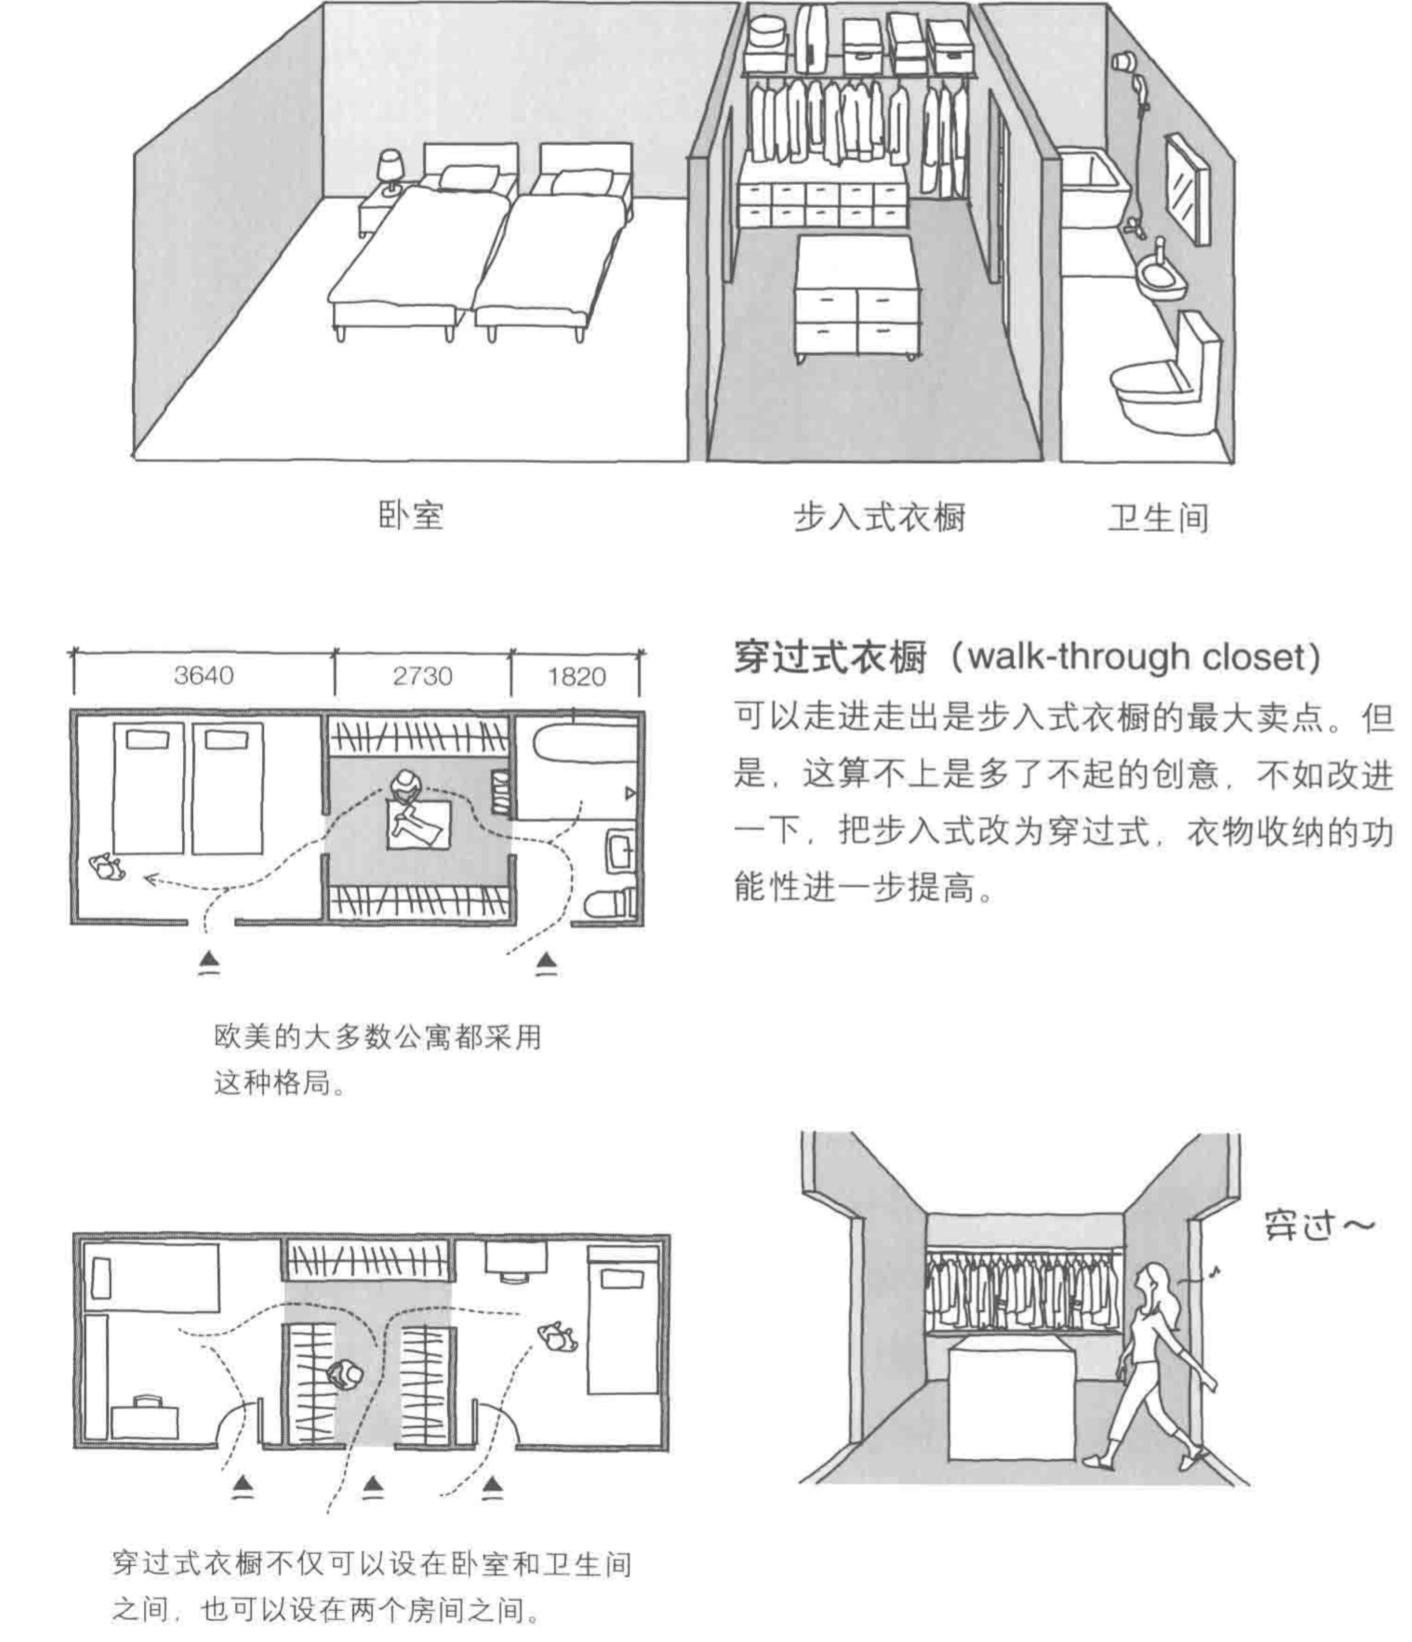 卧室
步入式衣橱
卫生间
3640
2730
1820
穿过式衣橱（walk-through closet）
可以走进走出是步入式衣橱的最大卖点。但
是，这算不上是多了不起的创意，不如改进
一下，把步入式改为穿过式，衣物收纳的功
能性进一步提高。
欧美的大多数公寓都采用
这种格局。
穿过～
穿过式衣橱不仅可以设在卧室和卫生间
之间，也可以设在两个房间之间。